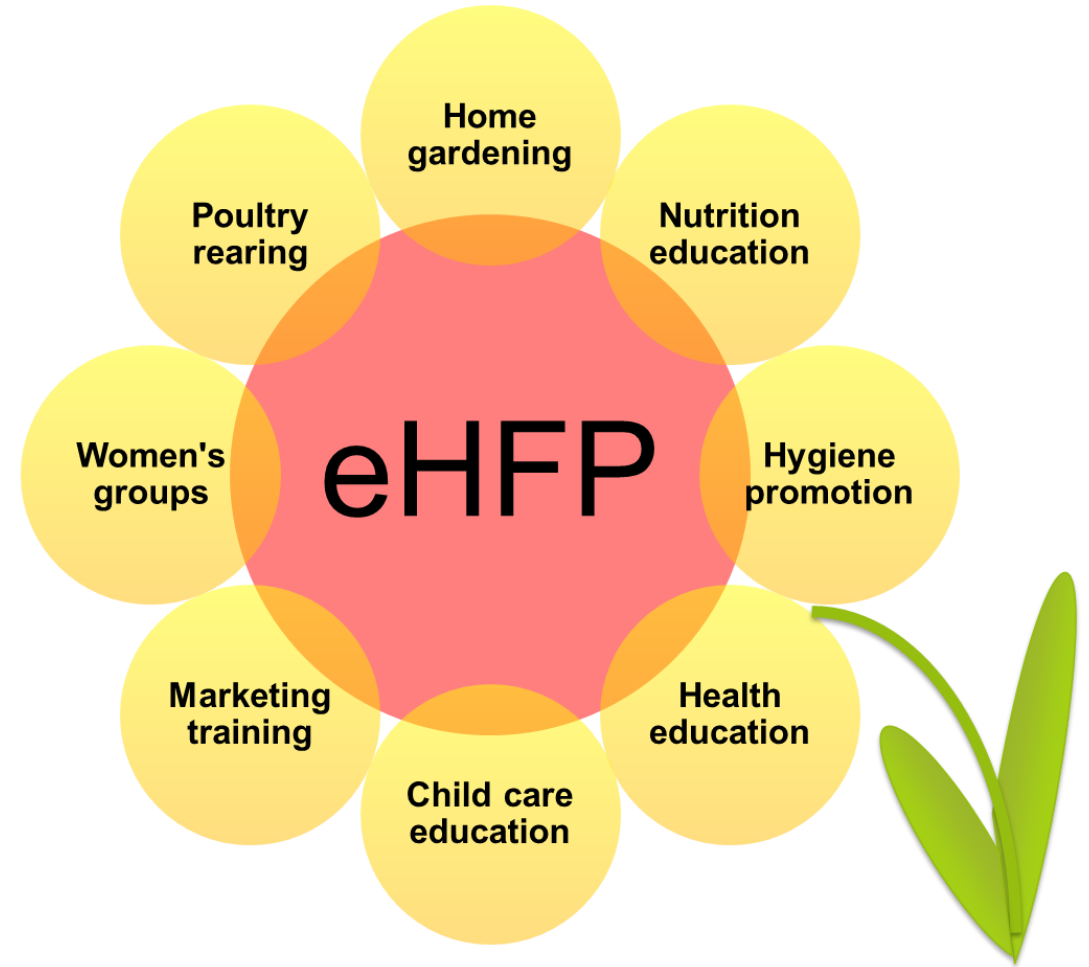 Home
gardening
Nutrition
education
Hygiene
promotion
Health
education
Child care
education
Marketing
training
Women's
groups
Poultry
rearing
eHFP